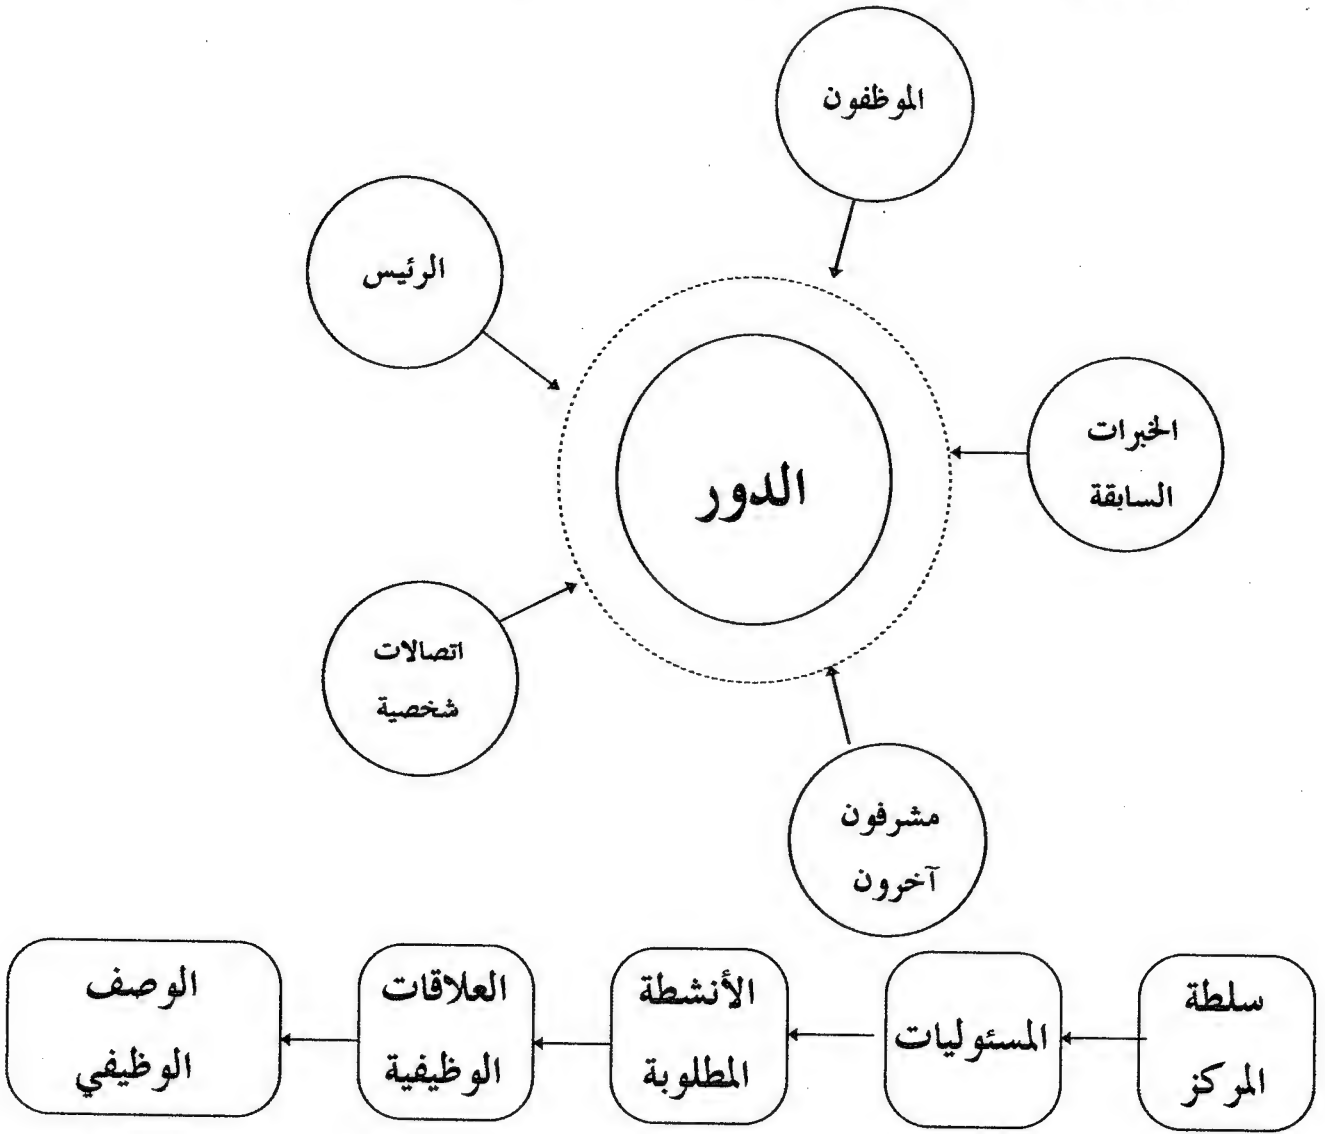 الموظفون
الرئيس
الخبرات
السابقة
الدور
اتصالات
شخصية
مشرفون
آخرون
سلطة
المركز
المسئوليات
الأنشطة
المطلوبة
العلاقات
الوظيفية
الوصف
الوظيفي